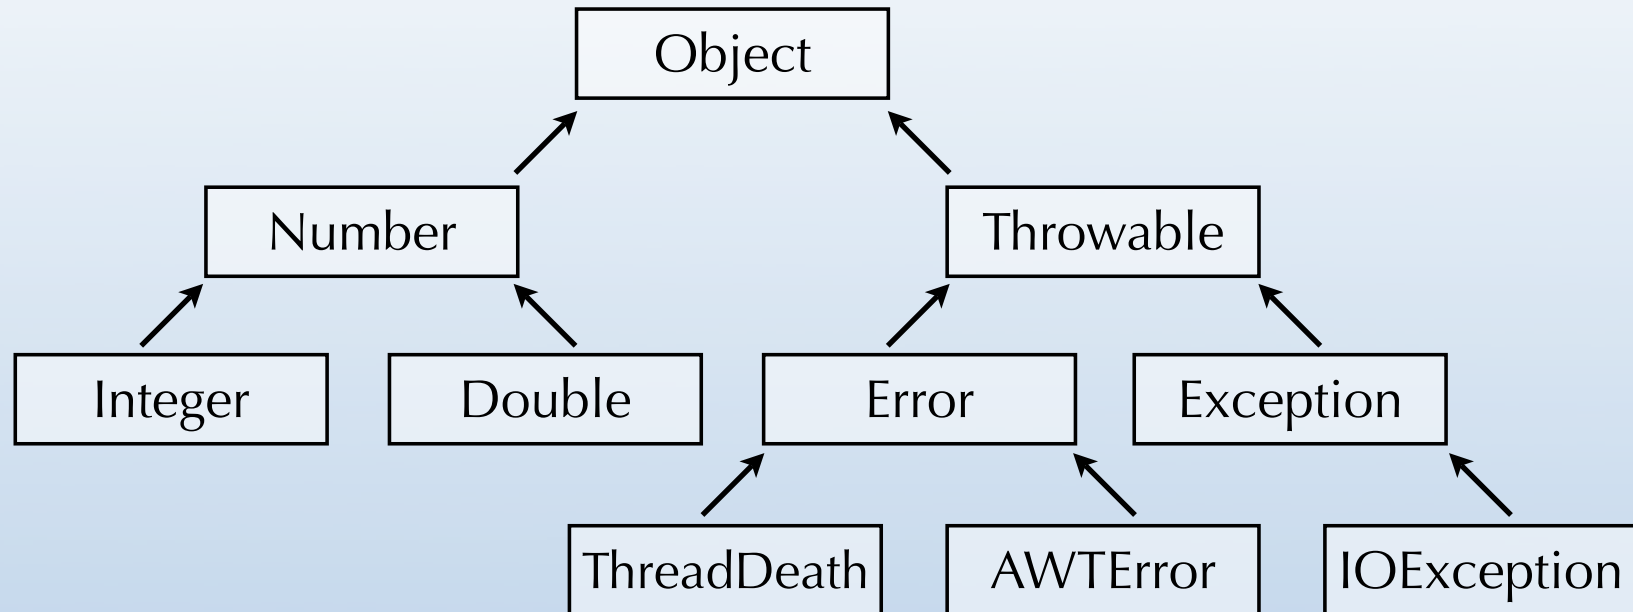 Object
Number
Throwable
Integer
Double
Error
Exception
ThreadDeath
AWTError
IOException